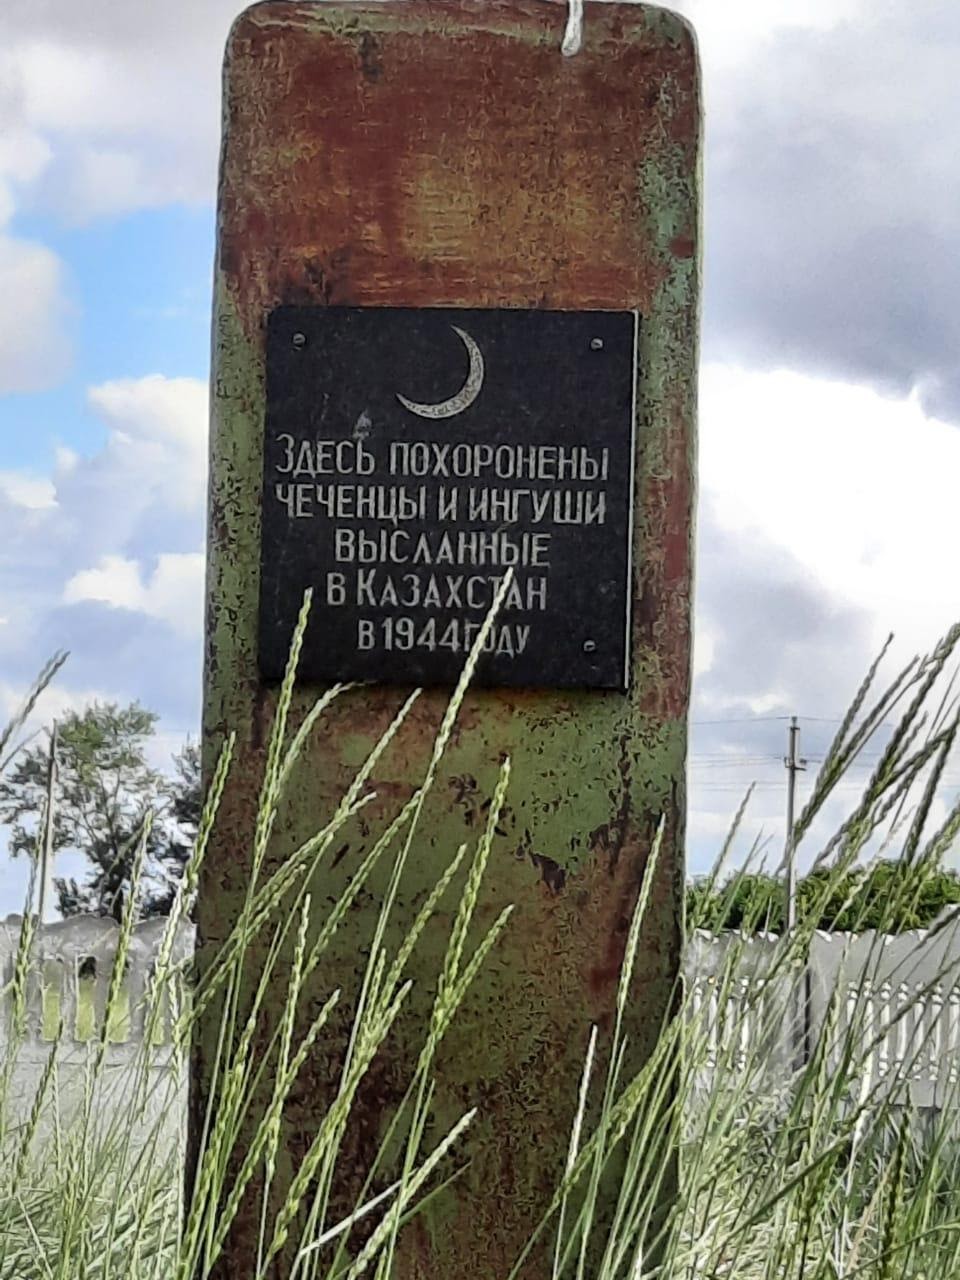 Здесь похоронены
чеченцы и ингуши
высланные
в Казахстан
в 1944 году